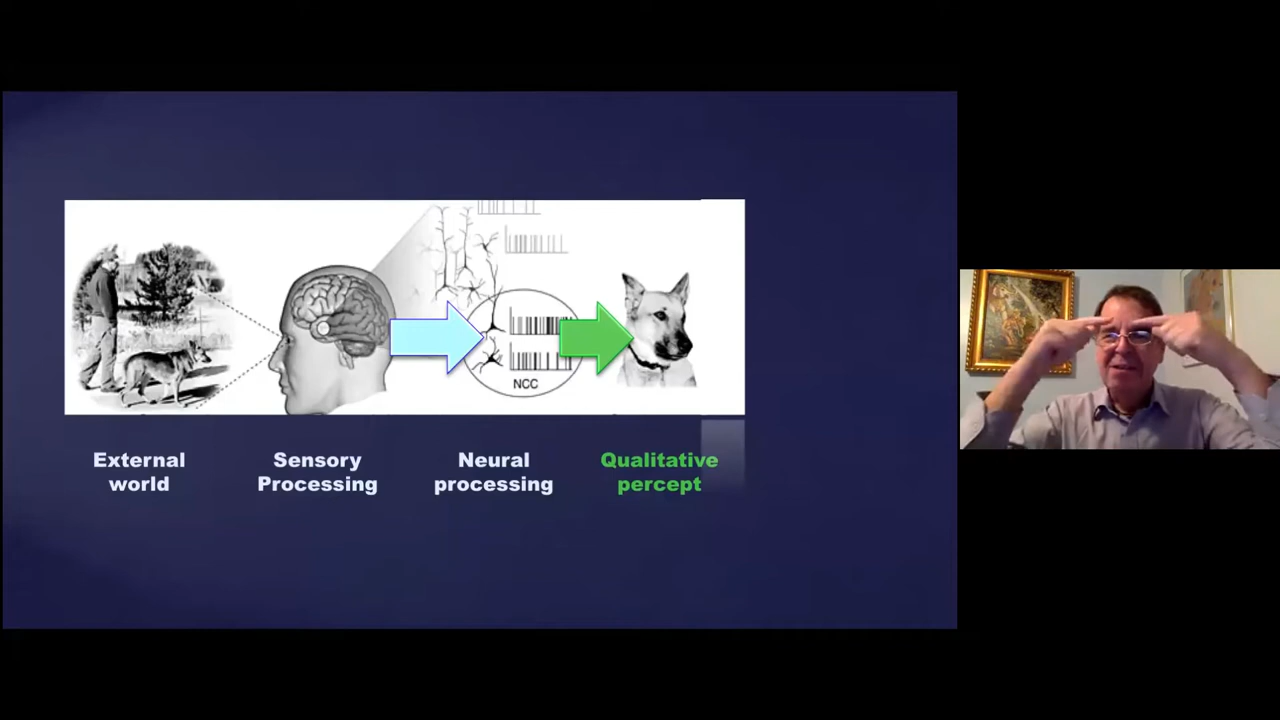 NCC
External
world
Sensory
Processing
Neural
processing
Qualitative
percept